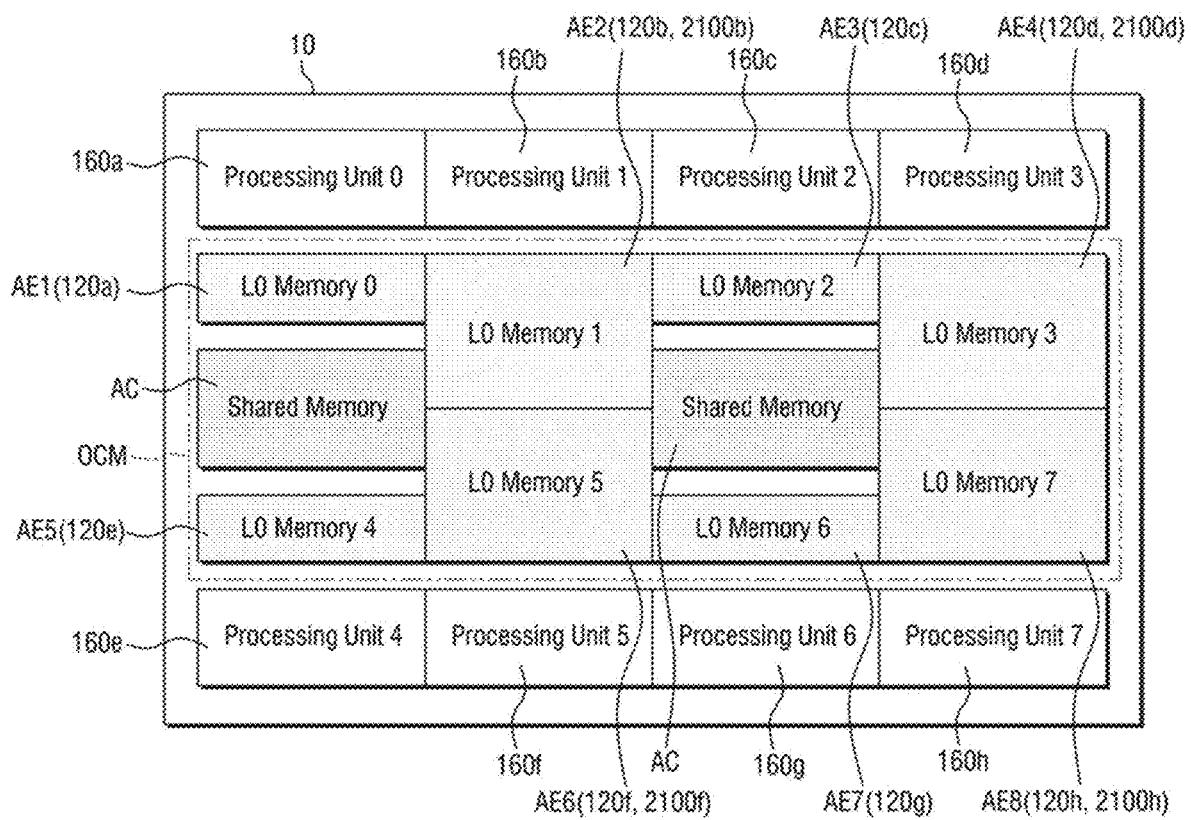 AE2(120b, 2100b) AE3(120c) AE4(120d, 2100d)
10 160b 160c 160d
160a Processing Unit 0 Processing Unit 1 Processing Unit 2 Processing Unit 3
AE1(120a) L0 Memory 0 L0 Memory 2
L0 Memory 1 L0 Memory 3
AC Shared Memory Shared Memory
OCM L0 Memory 5 L0 Memory 7
AE5(120e) L0 Memory 4 L0 Memory 6
160e Processing Unit 4 Processing Unit 5 Processing Unit 6 Processing Unit 7
160f AC 160g 160h
AE6(120f, 2100f) AE7(120g) AE8(120h, 2100h)